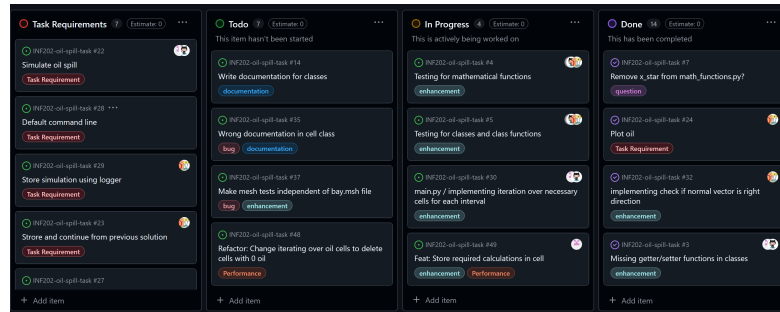 Task Requirements 7 Estimate: 0 ...
INF202-oil-spill-task #22
Simulate oil spill
Task Requirement
INF202-oil-spill-task #28 ...
Default command line
Task Requirement
INF202-oil-spill-task #29
Store simulation using logger
Task Requirement
INF202-oil-spill-task #23
Strore and continue from previous solution
Task Requirement
INF202-oil-spill-task #27
+ Add item
Todo 7 Estimate: 0 ...
This item hasn't been started
INF202-oil-spill-task #14
Write documentation for classes
documentation
INF202-oil-spill-task #35
Wrong documentation in cell class
bug documentation
INF202-oil-spill-task #37
Make mesh tests independent of bay.msh file
bug enhancement
INF202-oil-spill-task #48
Refactor: Change iterating over oil cells to delete
cells with 0 oil
Performance
+ Add item
In Progress 4 Estimate: 0 ...
This is actively being worked on
INF202-oil-spill-task #4
Testing for mathematical functions
enhancement
INF202-oil-spill-task #5
Testing for classes and class functions
enhancement
INF202-oil-spill-task #30
main.py / implementing iteration over necessary
cells for each interval
enhancement
INF202-oil-spill-task #49
Feat: Store required calculations in cell
enhancement Performance
+ Add item
Done 14 Estimate: 0 ...
This has been completed
INF202-oil-spill-task #7
Remove x_star from math_functions.py?
question
INF202-oil-spill-task #24
Plot oil
Task Requirement
INF202-oil-spill-task #32
implementing check if normal vector is right
direction
enhancement
INF202-oil-spill-task #3
Missing getter/setter functions in classes
enhancement
+ Add item